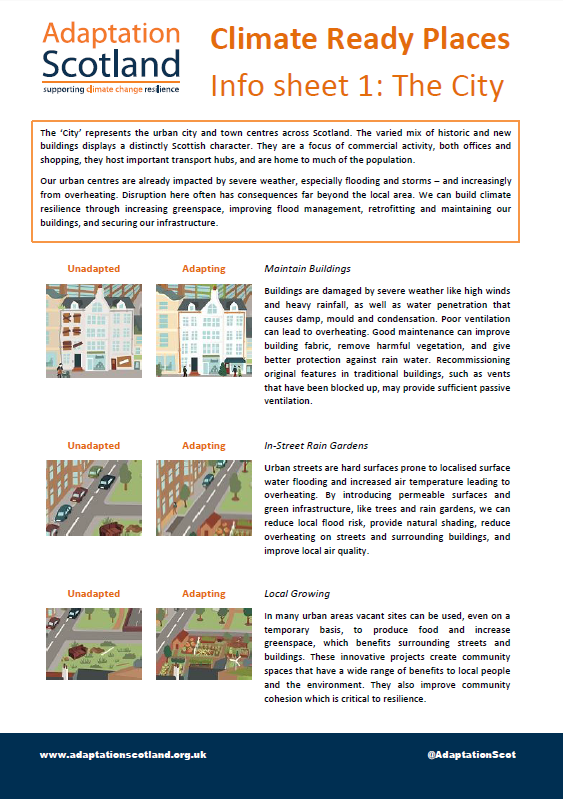 Adaptation
Scotland
supporting climate change resilience
Climate Ready Places
Info sheet 1: The City
The 'City' represents the urban city and town centres across Scotland. The varied mix of historic and new
buildings displays a distinctly Scottish character. They are a focus of commercial activity, both offices and
shopping, they host important transport hubs, and are home to much of the population.
Our urban centres are already impacted by severe weather, especially flooding and storms – and increasingly
from overheating. Disruption here often has consequences far beyond the local area. We can build climate
resilience through increasing greenspace, improving flood management, retrofitting and maintaining our
buildings, and securing our infrastructure.
Unadapted
Adapting
Maintain Buildings
Buildings are damaged by severe weather like high winds
and heavy rainfall, as well as water penetration that
causes damp, mould and condensation. Poor ventilation
can lead to overheating. Good maintenance can improve
building fabric, remove harmful vegetation, and give
better protection against rain water. Recommissioning
original features in traditional buildings, such as vents
that have been blocked up, may provide sufficient passive
ventilation.
Unadapted
Adapting
In-Street Rain Gardens
Urban streets are hard surfaces prone to localised surface
water flooding and increased air temperature leading to
overheating. By introducing permeable surfaces and
green infrastructure, like trees and rain gardens, we can
reduce local flood risk, provide natural shading, reduce
overheating on streets and surrounding buildings, and
improve local air quality.
Unadapted
Adapting
Local Growing
In many urban areas vacant sites can be used, even on a
temporary basis, to produce food and increase
greenspace, which benefits surrounding streets and
buildings. These innovative projects create community
spaces that have a wide range of benefits to local people
and the environment. They also improve community
cohesion which is critical to resilience.
www.adaptationscotland.org.uk
@AdaptationScot